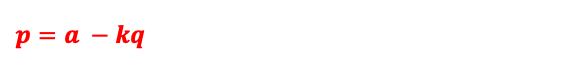 p = a − kq